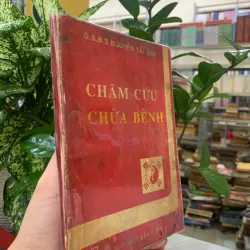 G.S.B.S NGUYỄN TÀI THU
CHÂM CỨU
CHỮA BỆNH